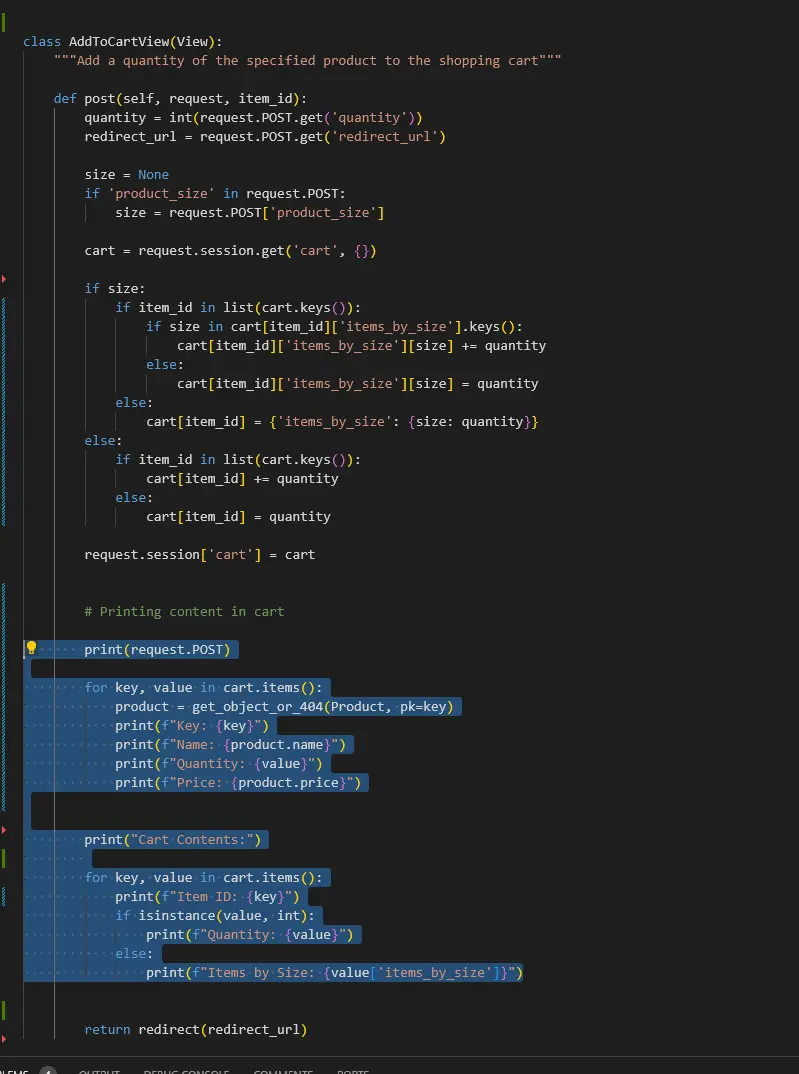 class AddToCartView(View):
    """Add a quantity of the specified product to the shopping cart"""
    def post(self, request, item_id):
        quantity = int(request.POST.get('quantity'))
        redirect_url = request.POST.get('redirect_url')
        size = None
        if 'product_size' in request.POST:
            size = request.POST['product_size']
        cart = request.session.get('cart', {})
        if size:
            if item_id in list(cart.keys()):
                if size in cart[item_id]['items_by_size'].keys():
                    cart[item_id]['items_by_size'][size] += quantity
                else:
                    cart[item_id]['items_by_size'][size] = quantity
            else:
                cart[item_id] = {'items_by_size': {size: quantity}}
        else:
            if item_id in list(cart.keys()):
                cart[item_id] += quantity
            else:
                cart[item_id] = quantity
        request.session['cart'] = cart
        # Printing content in cart
        print(request.POST)
        for key, value in cart.items():
            product = get_object_or_404(Product, pk=key)
            print(f"Key: {key}")
            print(f"Name: {product.name}")
            print(f"Quantity: {value}")
            print(f"Price: {product.price}")
        print("Cart Contents:")
        for key, value in cart.items():
            print(f"Item ID: {key}")
            if isinstance(value, int):
                print(f"Quantity: {value}")
            else:
                print(f"Items by Size: {value['items_by_size']}")
        return redirect(redirect_url)
4 OUTPUT DEBUG CONSOLE COMMENTS PORTS